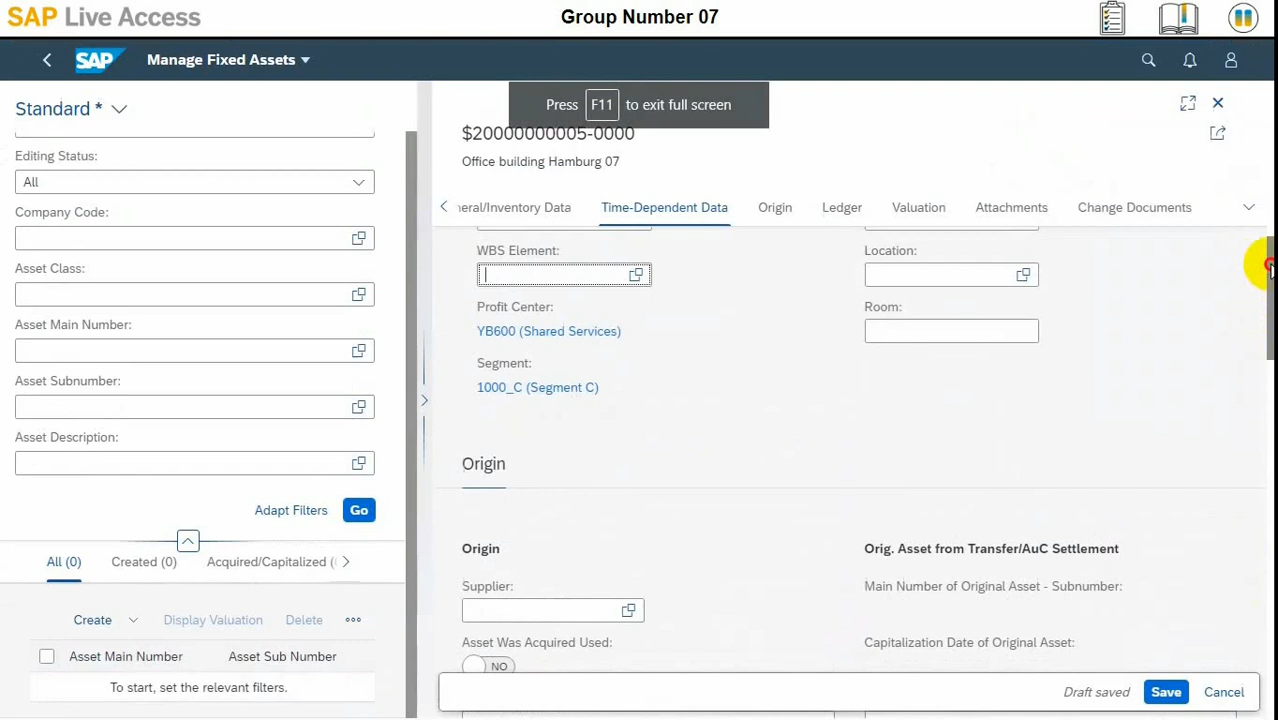 SAP Live Access
Group Number 07
SAP
Manage Fixed Assets
Standard *
Press F11 to exit full screen
$20000000005-0000
Office building Hamburg 07
Editing Status:
All
Company Code:
Asset Class:
Asset Main Number:
Asset Subnumber:
Asset Description:
Adapt Filters
Go
All (0)
Created (0)
Acquired/Capitalized (
Create
Display Valuation
Delete
Asset Main Number
Asset Sub Number
To start, set the relevant filters.
neral/Inventory Data
Time-Dependent Data
Origin
Ledger
Valuation
Attachments
Change Documents
WBS Element:
Location:
Profit Center:
Room:
YB600 (Shared Services)
Segment:
1000_C (Segment C)
Origin
Origin
Orig. Asset from Transfer/AuC Settlement
Supplier:
Main Number of Original Asset - Subnumber:
Asset Was Acquired Used:
Capitalization Date of Original Asset:
NO
Draft saved
Save
Cancel